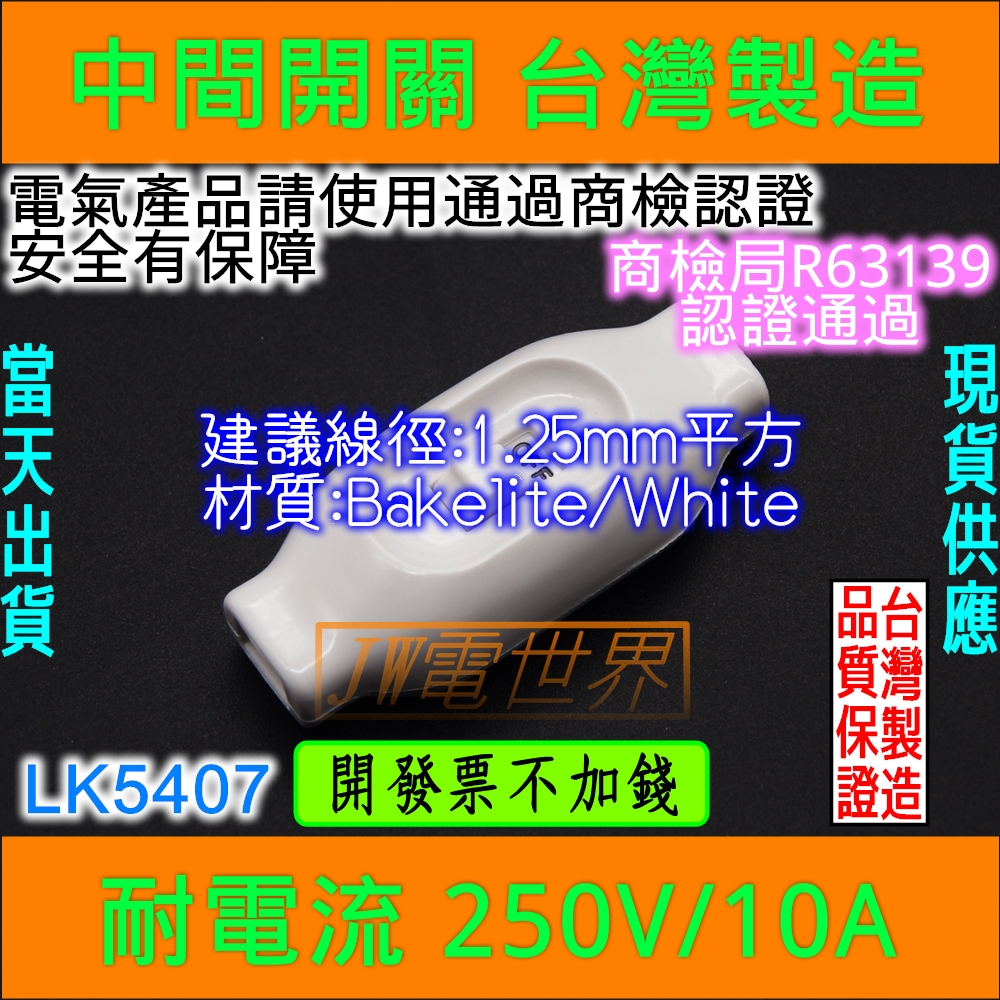 中間開關 台灣製造
電氣產品請使用通過商檢認證
安全有保障
商檢局R63139
認證通過
當天出貨
現貨供應
建議線徑:1.25mm平方
材質:Bakelite/White
OFF
JW電世界
台灣製造
品質保證
LK5407
開發票不加錢
耐電流 250V/10A